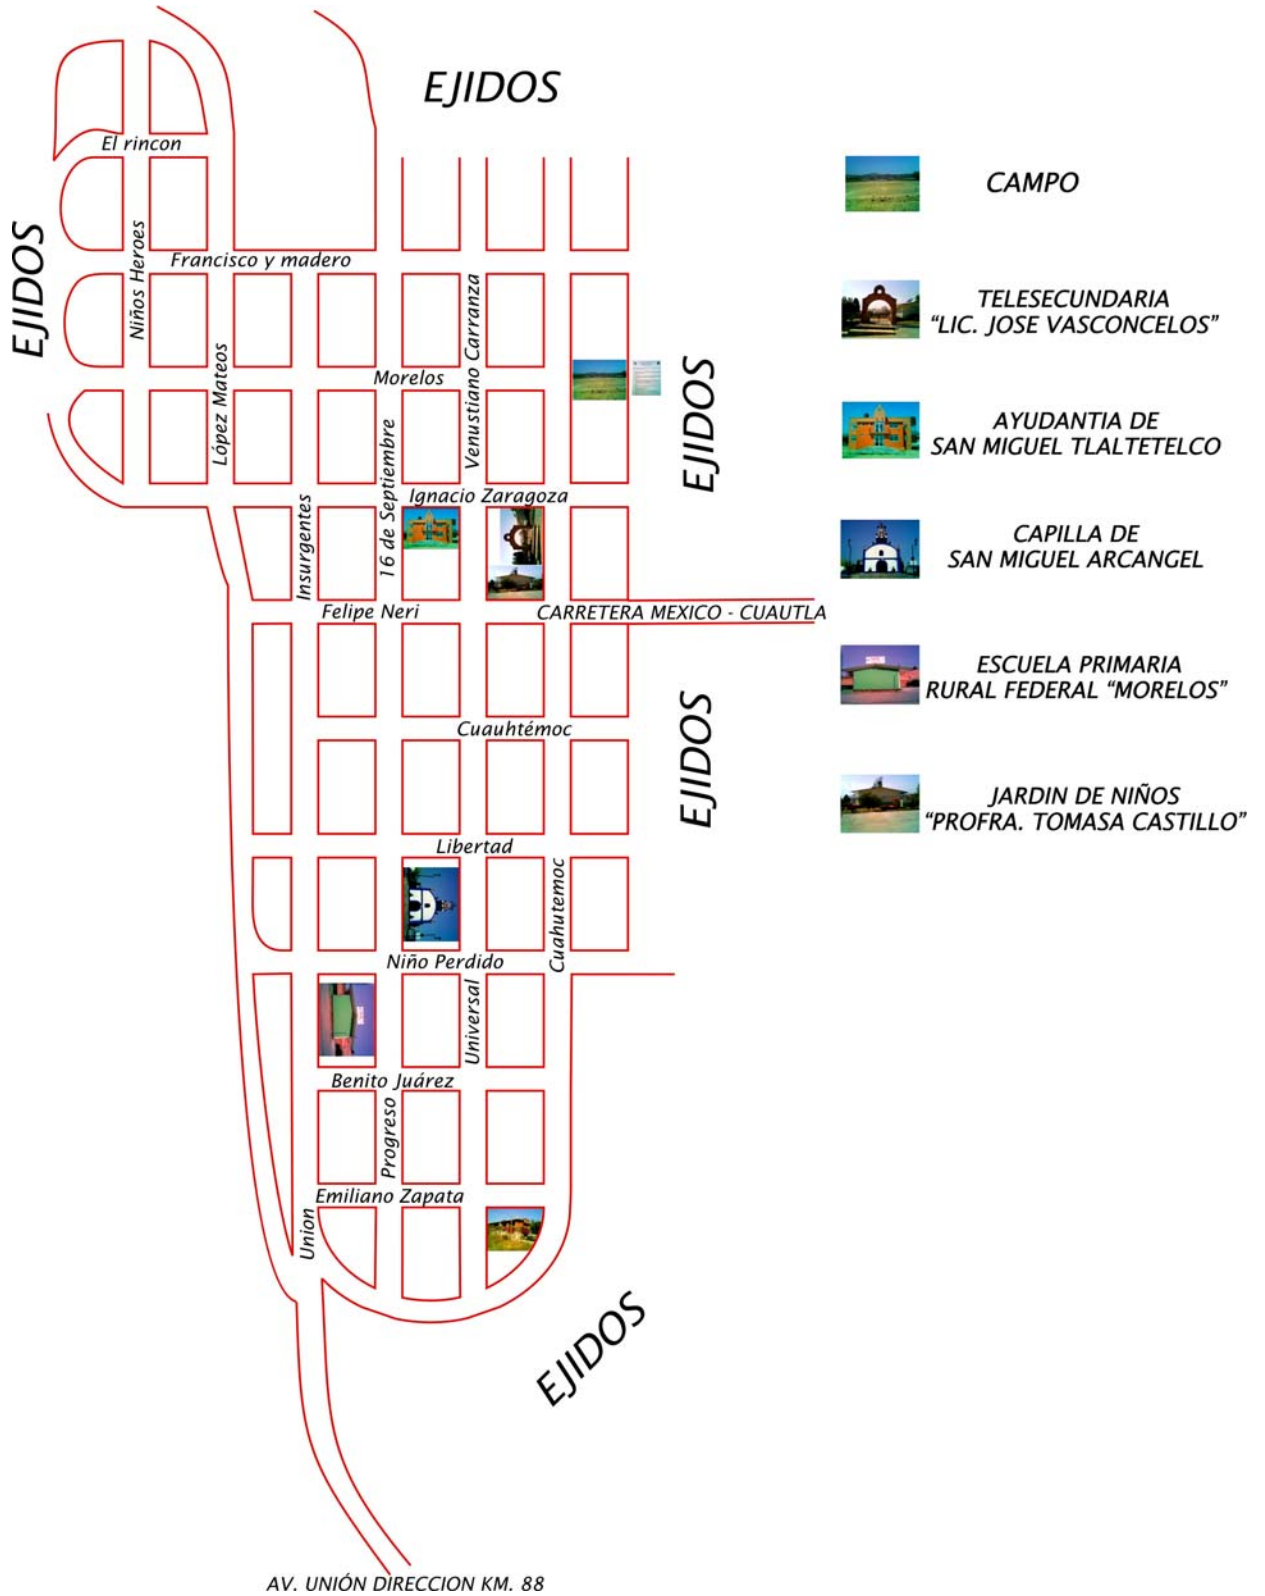 EJIDOS
El rincon
CAMPO
EJIDOS
Niños Heroes
Francisco y madero
TELESECUNDARIA
“LIC. JOSE VASCONCELOS”
Venustiano Carranza
López Mateos
Morelos
EJIDOS
AYUDANTIA DE
SAN MIGUEL TLALTETELCO
16 de Septiembre
Ignacio Zaragoza
Insurgentes
CAPILLA DE
SAN MIGUEL ARCANGEL
Felipe Neri
CARRETERA MEXICO - CUAUTLA
ESCUELA PRIMARIA
RURAL FEDERAL “MORELOS”
Cuauhtémoc
EJIDOS
JARDIN DE NIÑOS
“PROFRA. TOMASA CASTILLO”
Libertad
Cuahutemoc
Niño Perdido
Universal
Benito Juárez
Progreso
Emiliano Zapata
Union
EJIDOS
AV. UNIÓN DIRECCION KM. 88